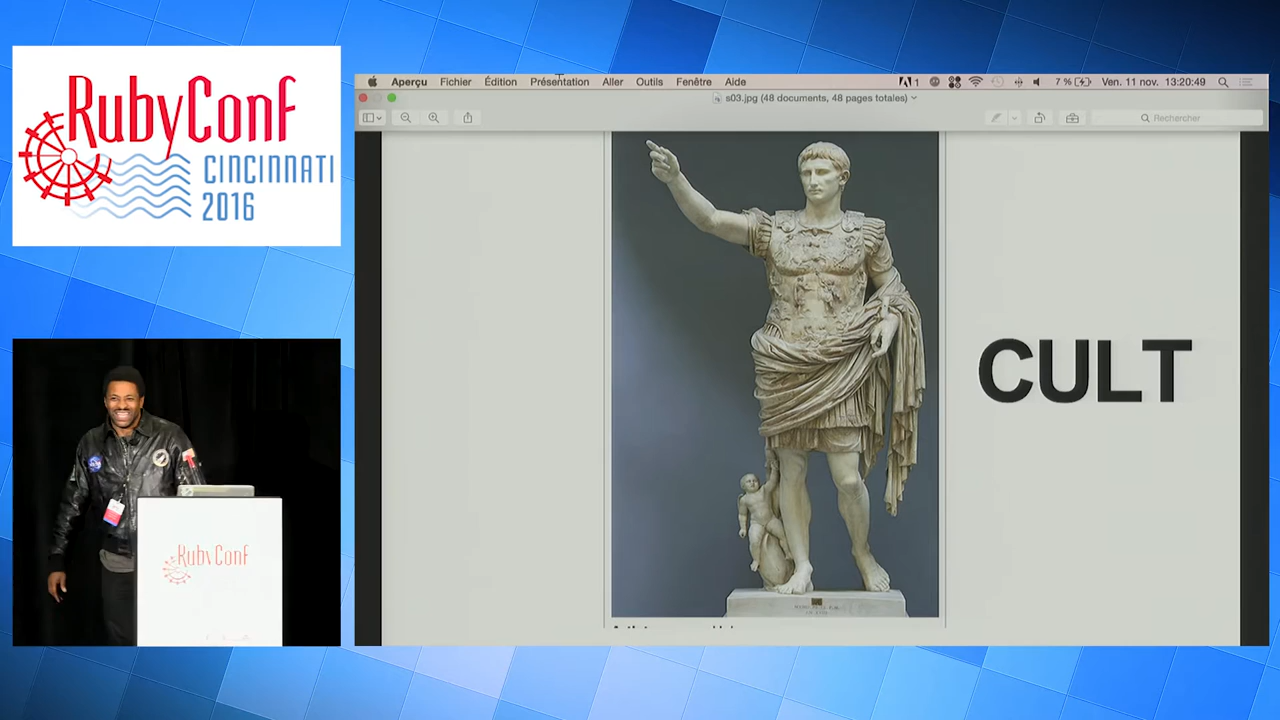 RubyConf
CINCINNATI
2016
Aperçu Fichier Édition Présentation Aller Outils Fenêtre Aide 1 7 % Ven. 11 nov. 13:20:49
s03.jpg (48 documents, 48 pages totales)
Rechercher
CULT
RubyConf